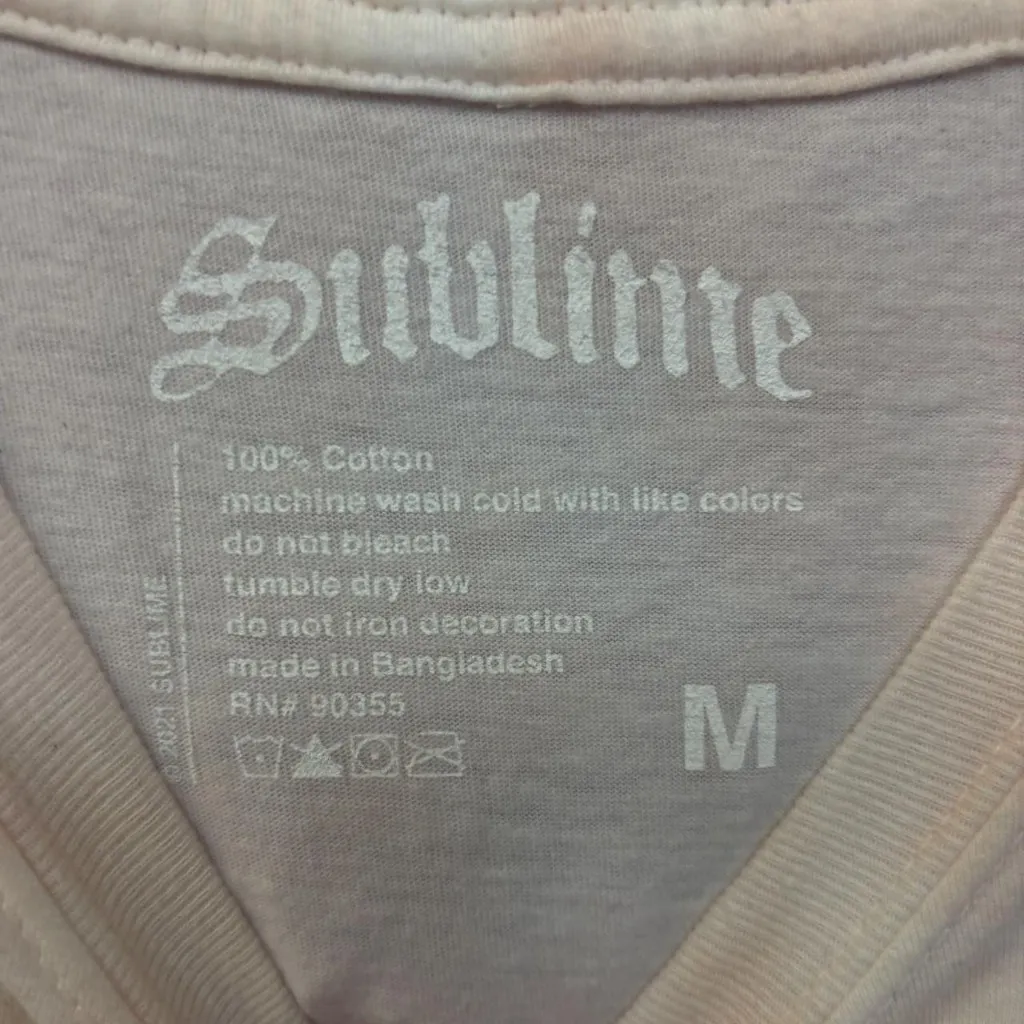 Sublime
100% Cotton
machine wash cold with like colors
do not bleach
tumble dry low
do not iron decoration
made in Bangladesh
RN# 90355
M
© 2021 SUBLIME